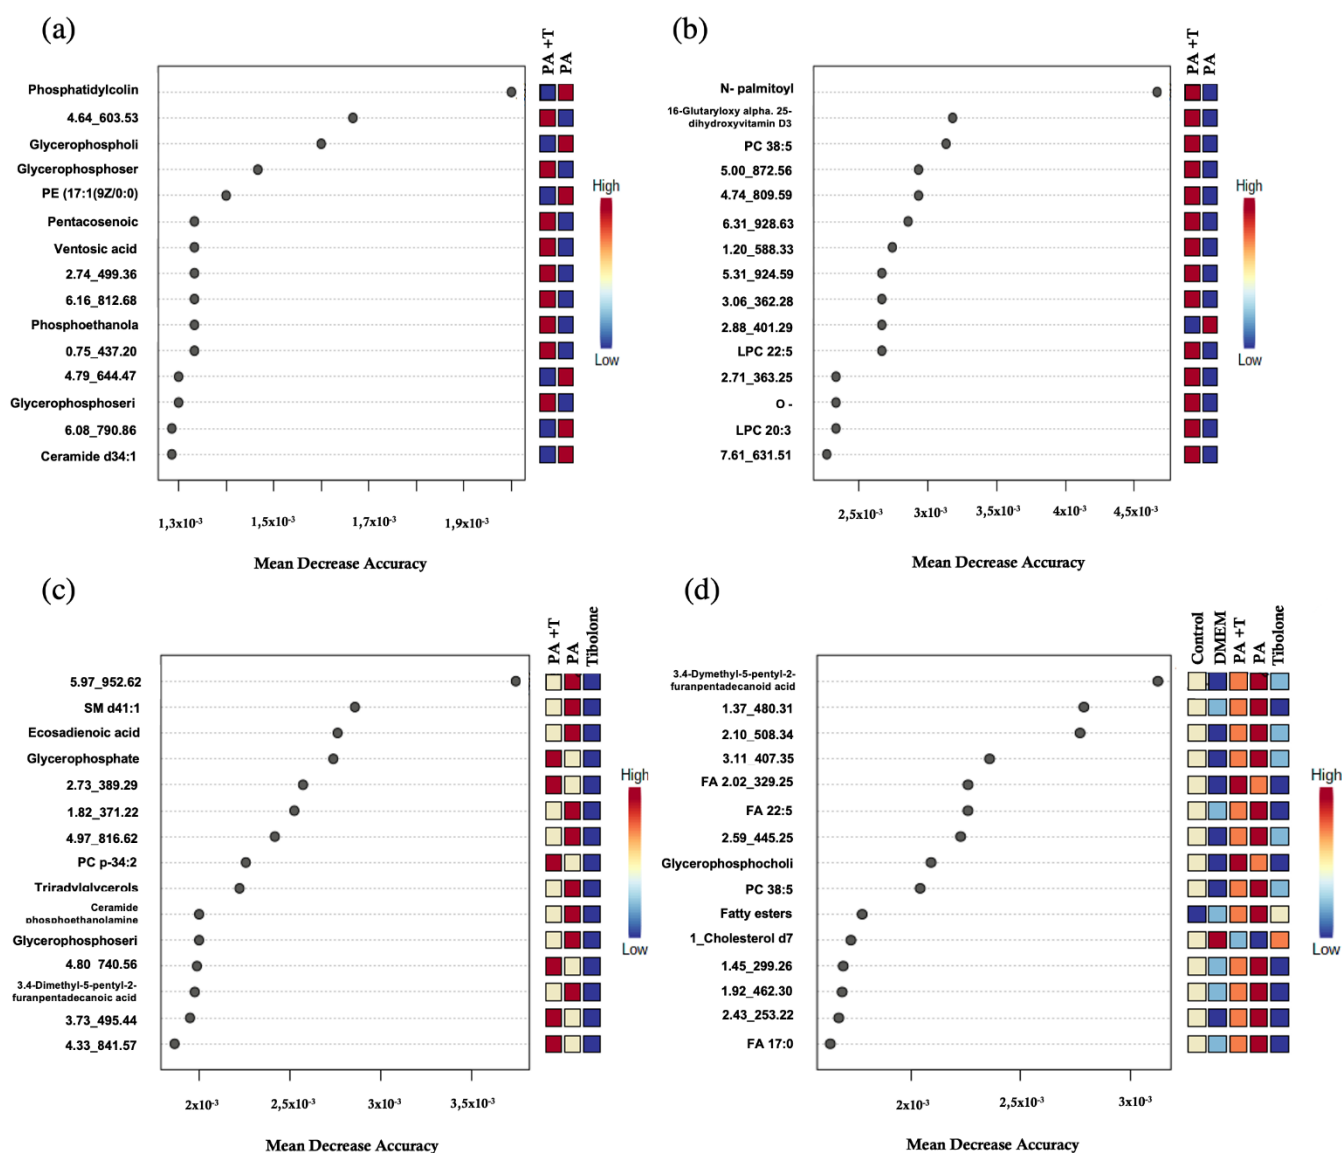 (a)
PA +T
PA
Phosphatidylcolin
4.64_603.53
Glycerophospholi
Glycerophosphoser
PE (17:1(9Z/0:0)
Pentacosenoic
Ventosic acid
2.74_499.36
6.16_812.68
Phosphoethanola
0.75_437.20
4.79_644.47
Glycerophosphoseri
6.08_790.86
Ceramide d34:1
High
Low
1,3x10-3
1,5x10-3
1,7x10-3
1,9x10-3
Mean Decrease Accuracy
(b)
PA +T
PA
N- palmitoyl
16-Glutaryloxy alpha. 25-
dihydroxyvitamin D3
PC 38:5
5.00_872.56
4.74_809.59
6.31_928.63
1.20_588.33
5.31_924.59
3.06_362.28
2.88_401.29
LPC 22:5
2.71_363.25
O -
LPC 20:3
7.61_631.51
High
Low
2,5x10-3
3x10-3
3,5x10-3
4x10-3
4,5x10-3
Mean Decrease Accuracy
(c)
PA +T
PA
Tibolone
5.97_952.62
SM d41:1
Ecosadienoic acid
Glycerophosphate
2.73_389.29
1.82_371.22
4.97_816.62
PC p-34:2
Triradylglycerols
Ceramide
phosphoethanolamine
Glycerophosphoseri
4.80 740.56
3.4-Dimethyl-5-pentyl-2-
furanpentadecanoic acid
3.73_495.44
4.33_841.57
High
Low
2x10-3
2,5x10-3
3x10-3
3,5x10-3
Mean Decrease Accuracy
(d)
Control
DMEM
PA +T
PA
Tibolone
3.4-Dymethyl-5-pentyl-2-
furanpentadecanoid acid
1.37_480.31
2.10_508.34
3.11 407.35
FA 2.02_329.25
FA 22:5
2.59_445.25
Glycerophosphocholi
PC 38:5
Fatty esters
1_Cholesterol d7
1.45_299.26
1.92_462.30
2.43_253.22
FA 17:0
High
Low
2x10-3
2,5x10-3
3x10-3
Mean Decrease Accuracy